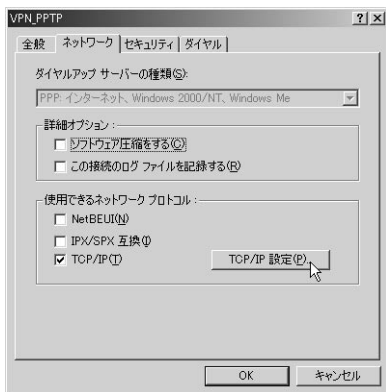 VPN_PPTP
全般 ネットワーク セキュリティ ダイヤル
ダイヤルアップ サーバーの種類(S):
PPP: インターネット、Windows 2000/NT、Windows Me
詳細オプション:
ソフトウェア圧縮をする(C)
この接続のログ ファイルを記録する(R)
使用できるネットワーク プロトコル:
NetBEUI(N)
IPX/SPX 互換(I)
TCP/IP(T) TCP/IP 設定(P)...
OK キャンセル